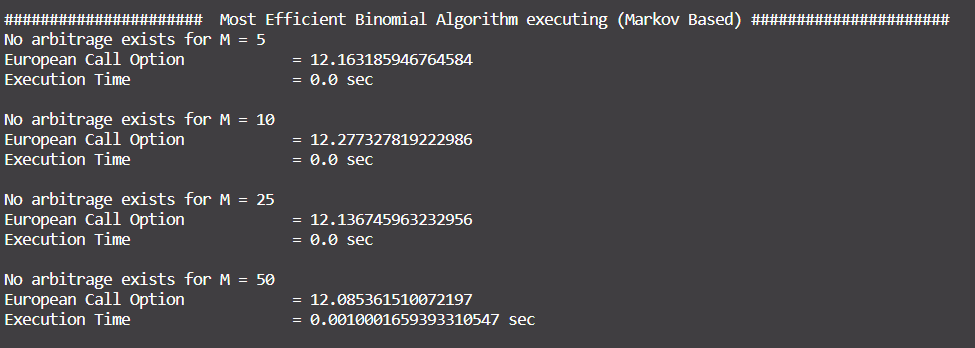 ######################  Most Efficient Binomial Algorithm executing (Markov Based) ######################
No arbitrage exists for M = 5
European Call Option            = 12.163185946764584
Execution Time                  = 0.0 sec

No arbitrage exists for M = 10
European Call Option            = 12.277327819222986
Execution Time                  = 0.0 sec

No arbitrage exists for M = 25
European Call Option            = 12.136745963232956
Execution Time                  = 0.0 sec

No arbitrage exists for M = 50
European Call Option            = 12.085361510072197
Execution Time                  = 0.0010001659393310547 sec